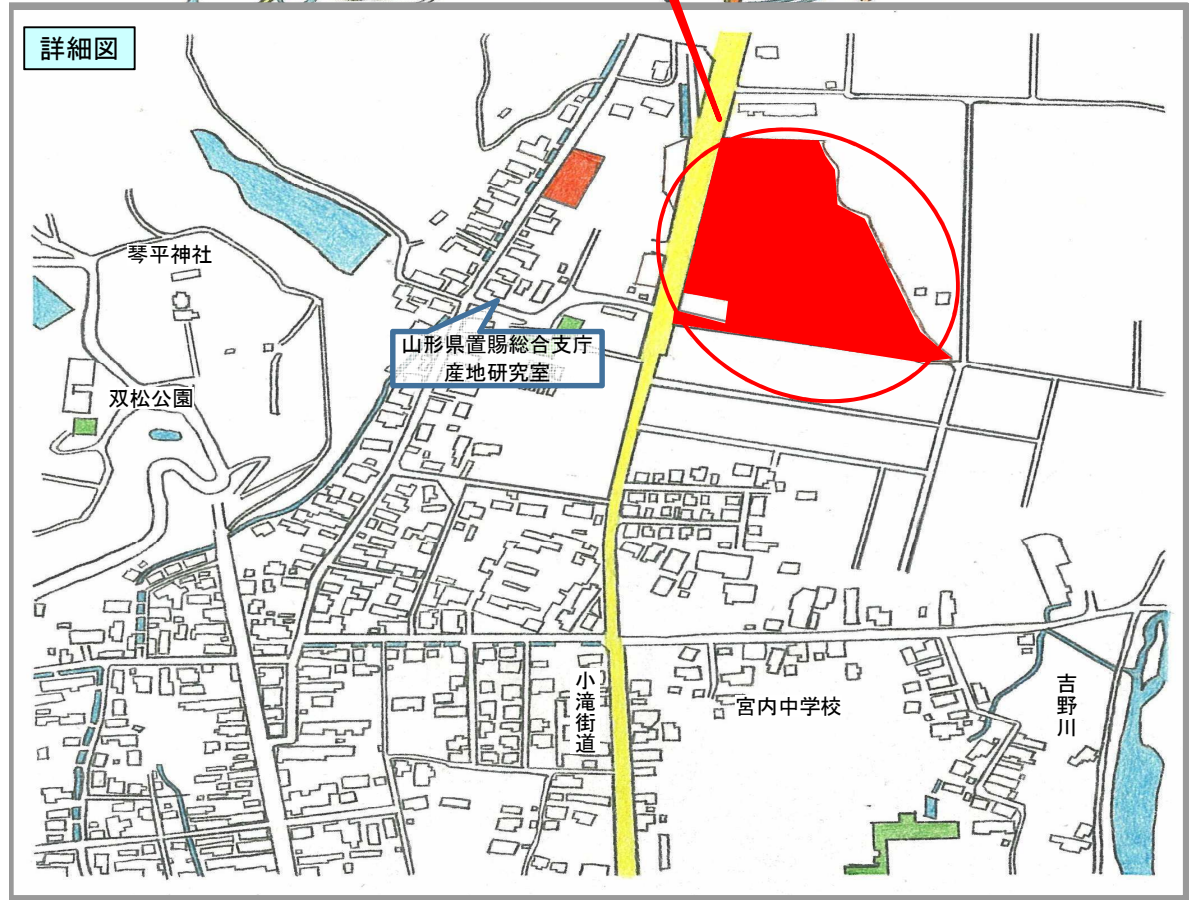 詳細図
琴平神社
山形県置賜総合支庁
産地研究室
双松公園
小滝街道
宮内中学校
吉野川